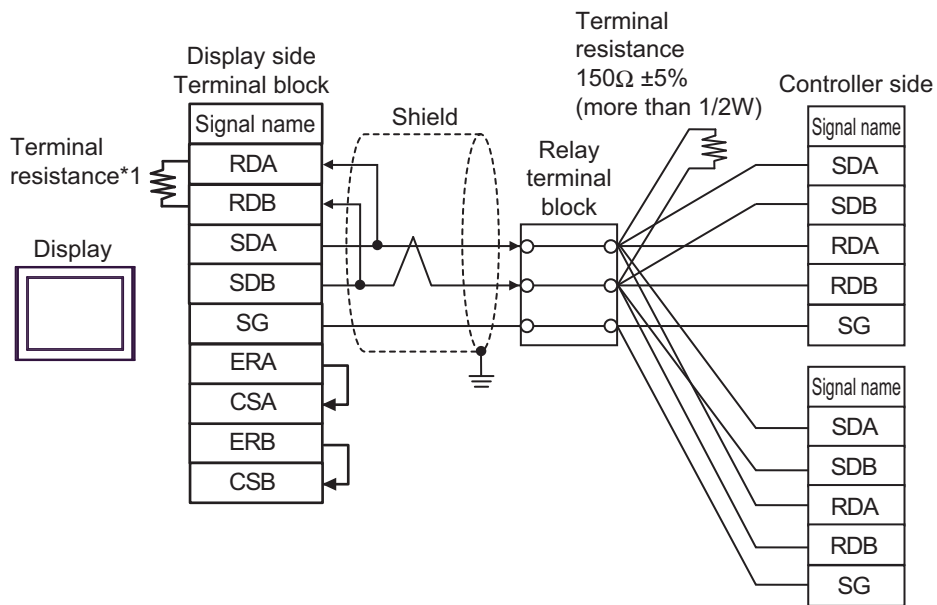 Display side
Terminal block
Signal name
RDA
RDB
SDA
SDB
SG
ERA
CSA
ERB
CSB
Terminal
resistance*1
Display
Shield
Relay
terminal
block
Terminal
resistance
150Ω ±5%
(more than 1/2W)
Controller side
Signal name
SDA
SDB
RDA
RDB
SG
Signal name
SDA
SDB
RDA
RDB
SG